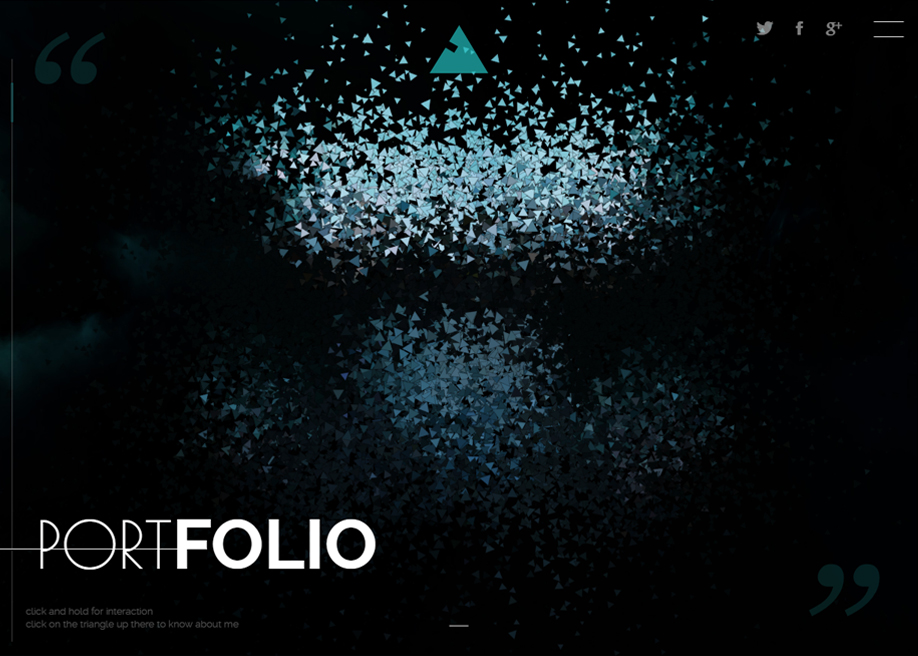 “
PORTFOLIO
click and hold for interaction
click on the triangle up there to know about me
”